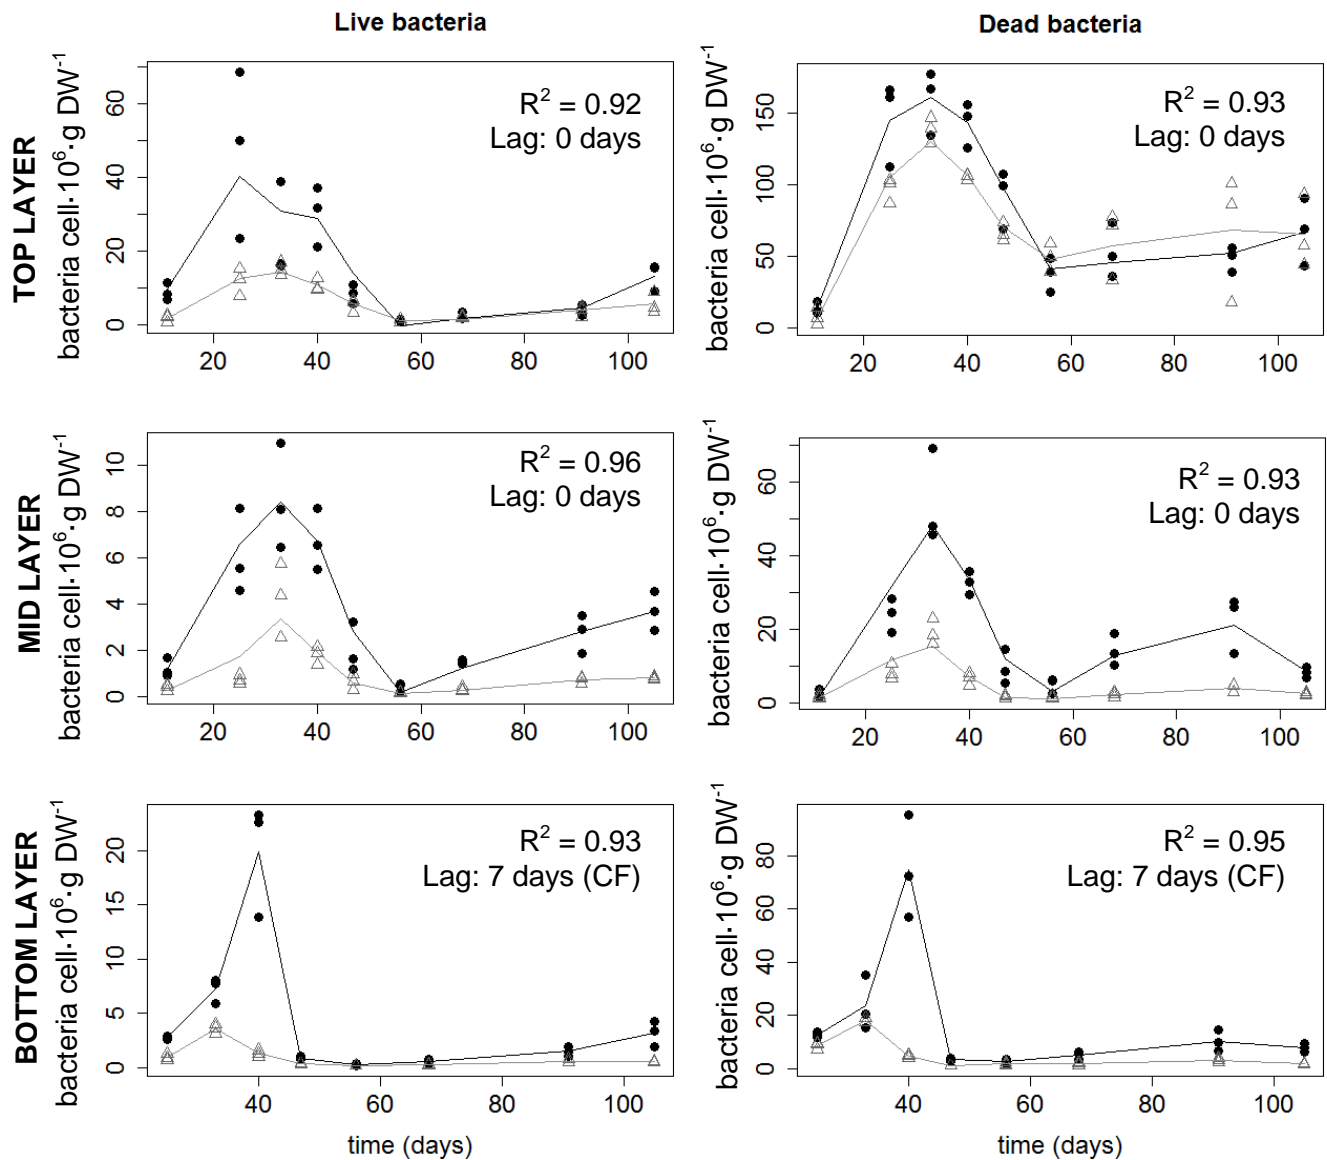 Live bacteria
Dead bacteria
TOP LAYER
bacteria cell·10⁶·g DW⁻¹
0 20 40 60
R² = 0.92
Lag: 0 days
20 40 60 80 100
bacteria cell·10⁶·g DW⁻¹
0 50 100 150
R² = 0.93
Lag: 0 days
20 40 60 80 100
MID LAYER
bacteria cell·10⁶·g DW⁻¹
0 2 4 6 8 10
R² = 0.96
Lag: 0 days
20 40 60 80 100
bacteria cell·10⁶·g DW⁻¹
0 20 40 60
R² = 0.93
Lag: 0 days
20 40 60 80 100
BOTTOM LAYER
bacteria cell·10⁶·g DW⁻¹
0 5 10 15 20
R² = 0.93
Lag: 7 days (CF)
40 60 80 100
time (days)
bacteria cell·10⁶·g DW⁻¹
0 20 40 60 80
R² = 0.95
Lag: 7 days (CF)
40 60 80 100
time (days)